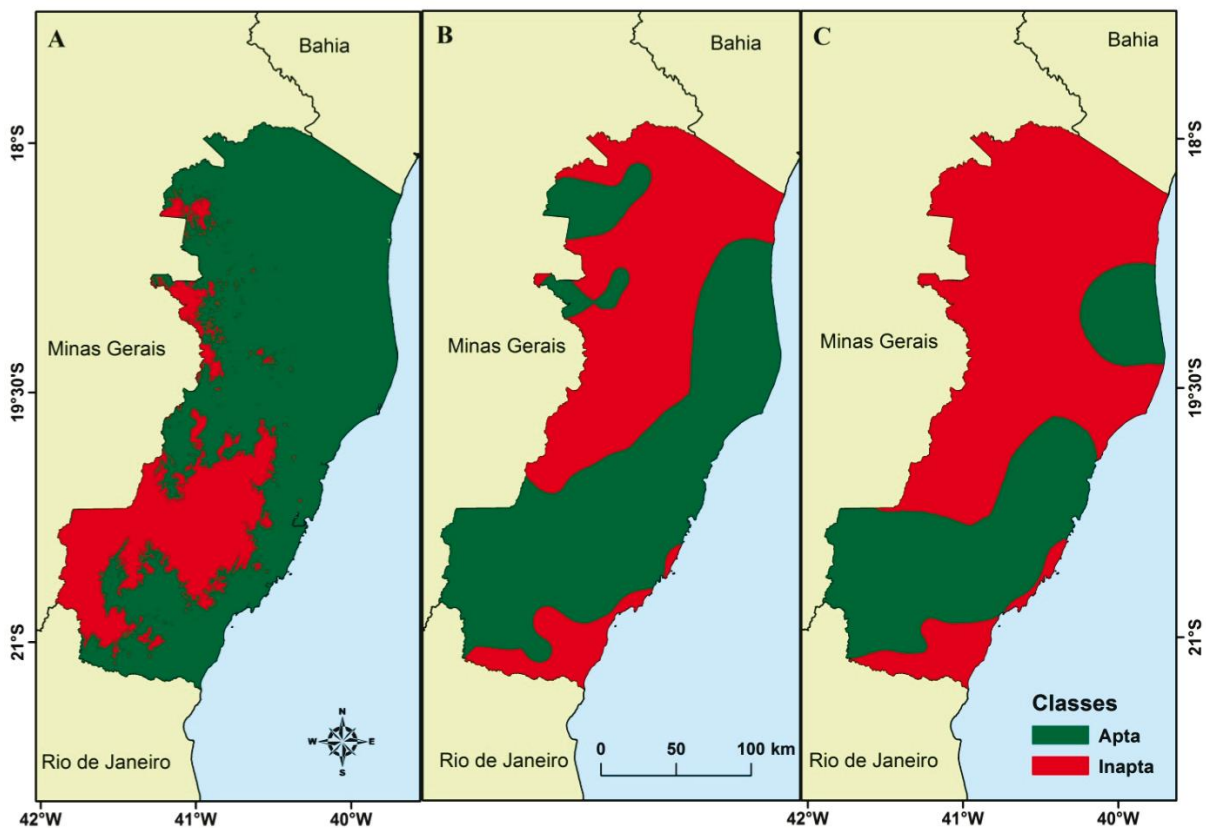 A
Bahia
Minas Gerais
Rio de Janeiro
N
W
E
S
B
Bahia
Minas Gerais
Rio de Janeiro
0
50
100 km
C
Bahia
Minas Gerais
Rio de Janeiro
Classes
Apta
Inapta
18°S
19°30'S
21°S
18°S
19°30'S
21°S
42°W
41°W
40°W
42°W
41°W
40°W